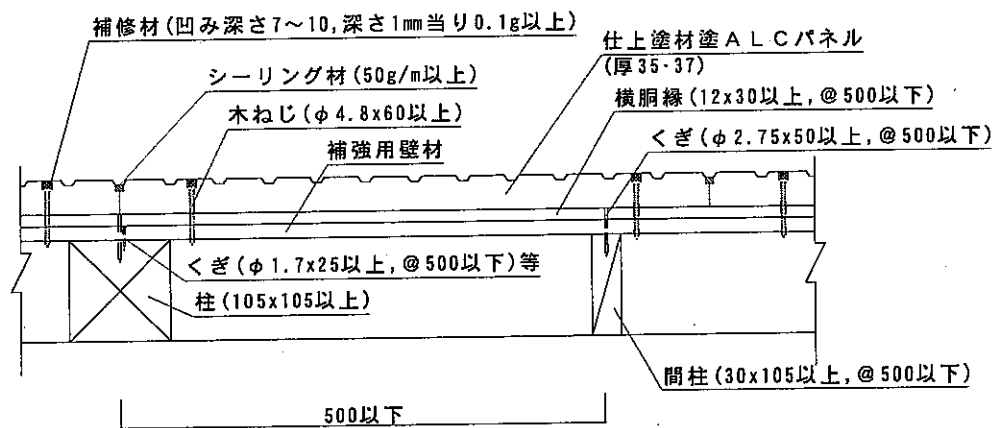 補修材(凹み深さ7～10,深さ1mm当り0.1g以上)
仕上塗材塗ALCパネル
(厚35・37)
シーリング材(50g/m以上)
横胴縁(12x30以上,@500以下)
木ねじ(φ4.8x60以上)
くぎ(φ2.75x50以上,@500以下)
補強用壁材
くぎ(φ1.7x25以上,@500以下)等
柱(105x105以上)
間柱(30x105以上,@500以下)
500以下